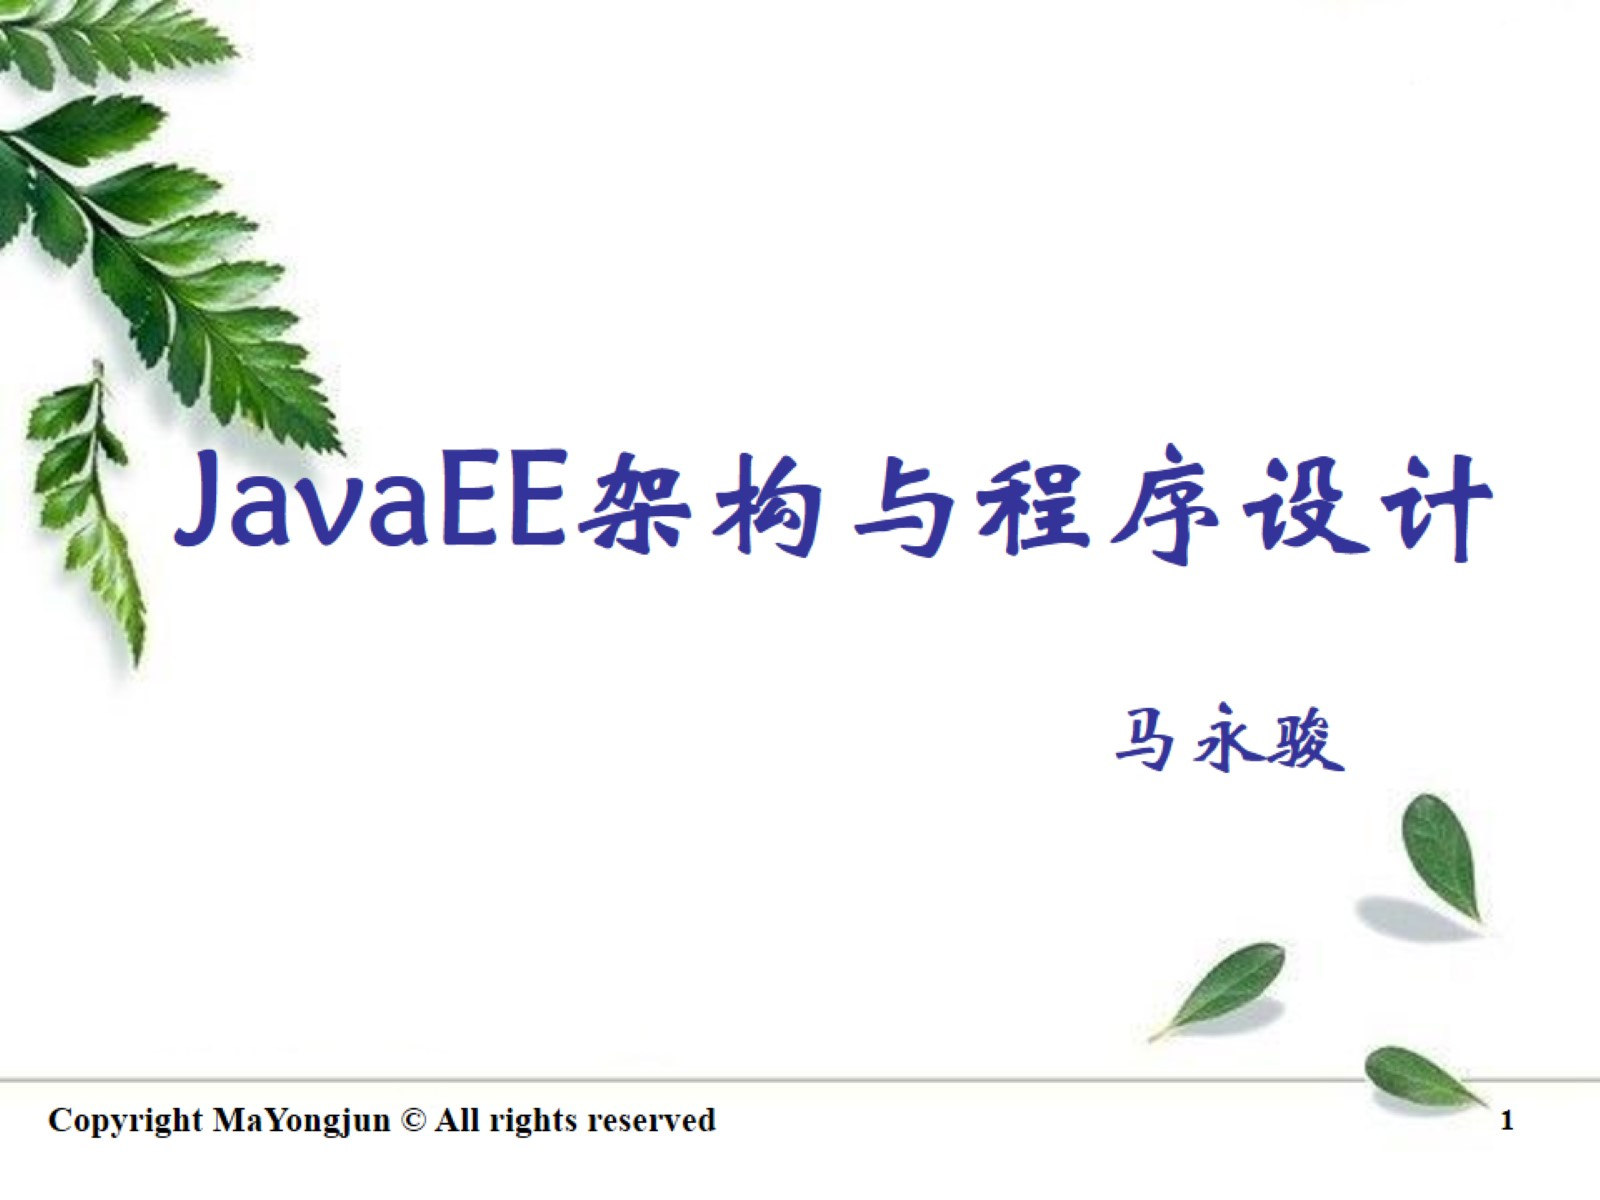 JavaEE架构与程序设计
马永骏
Copyright MaYongjun © All rights reserved
1